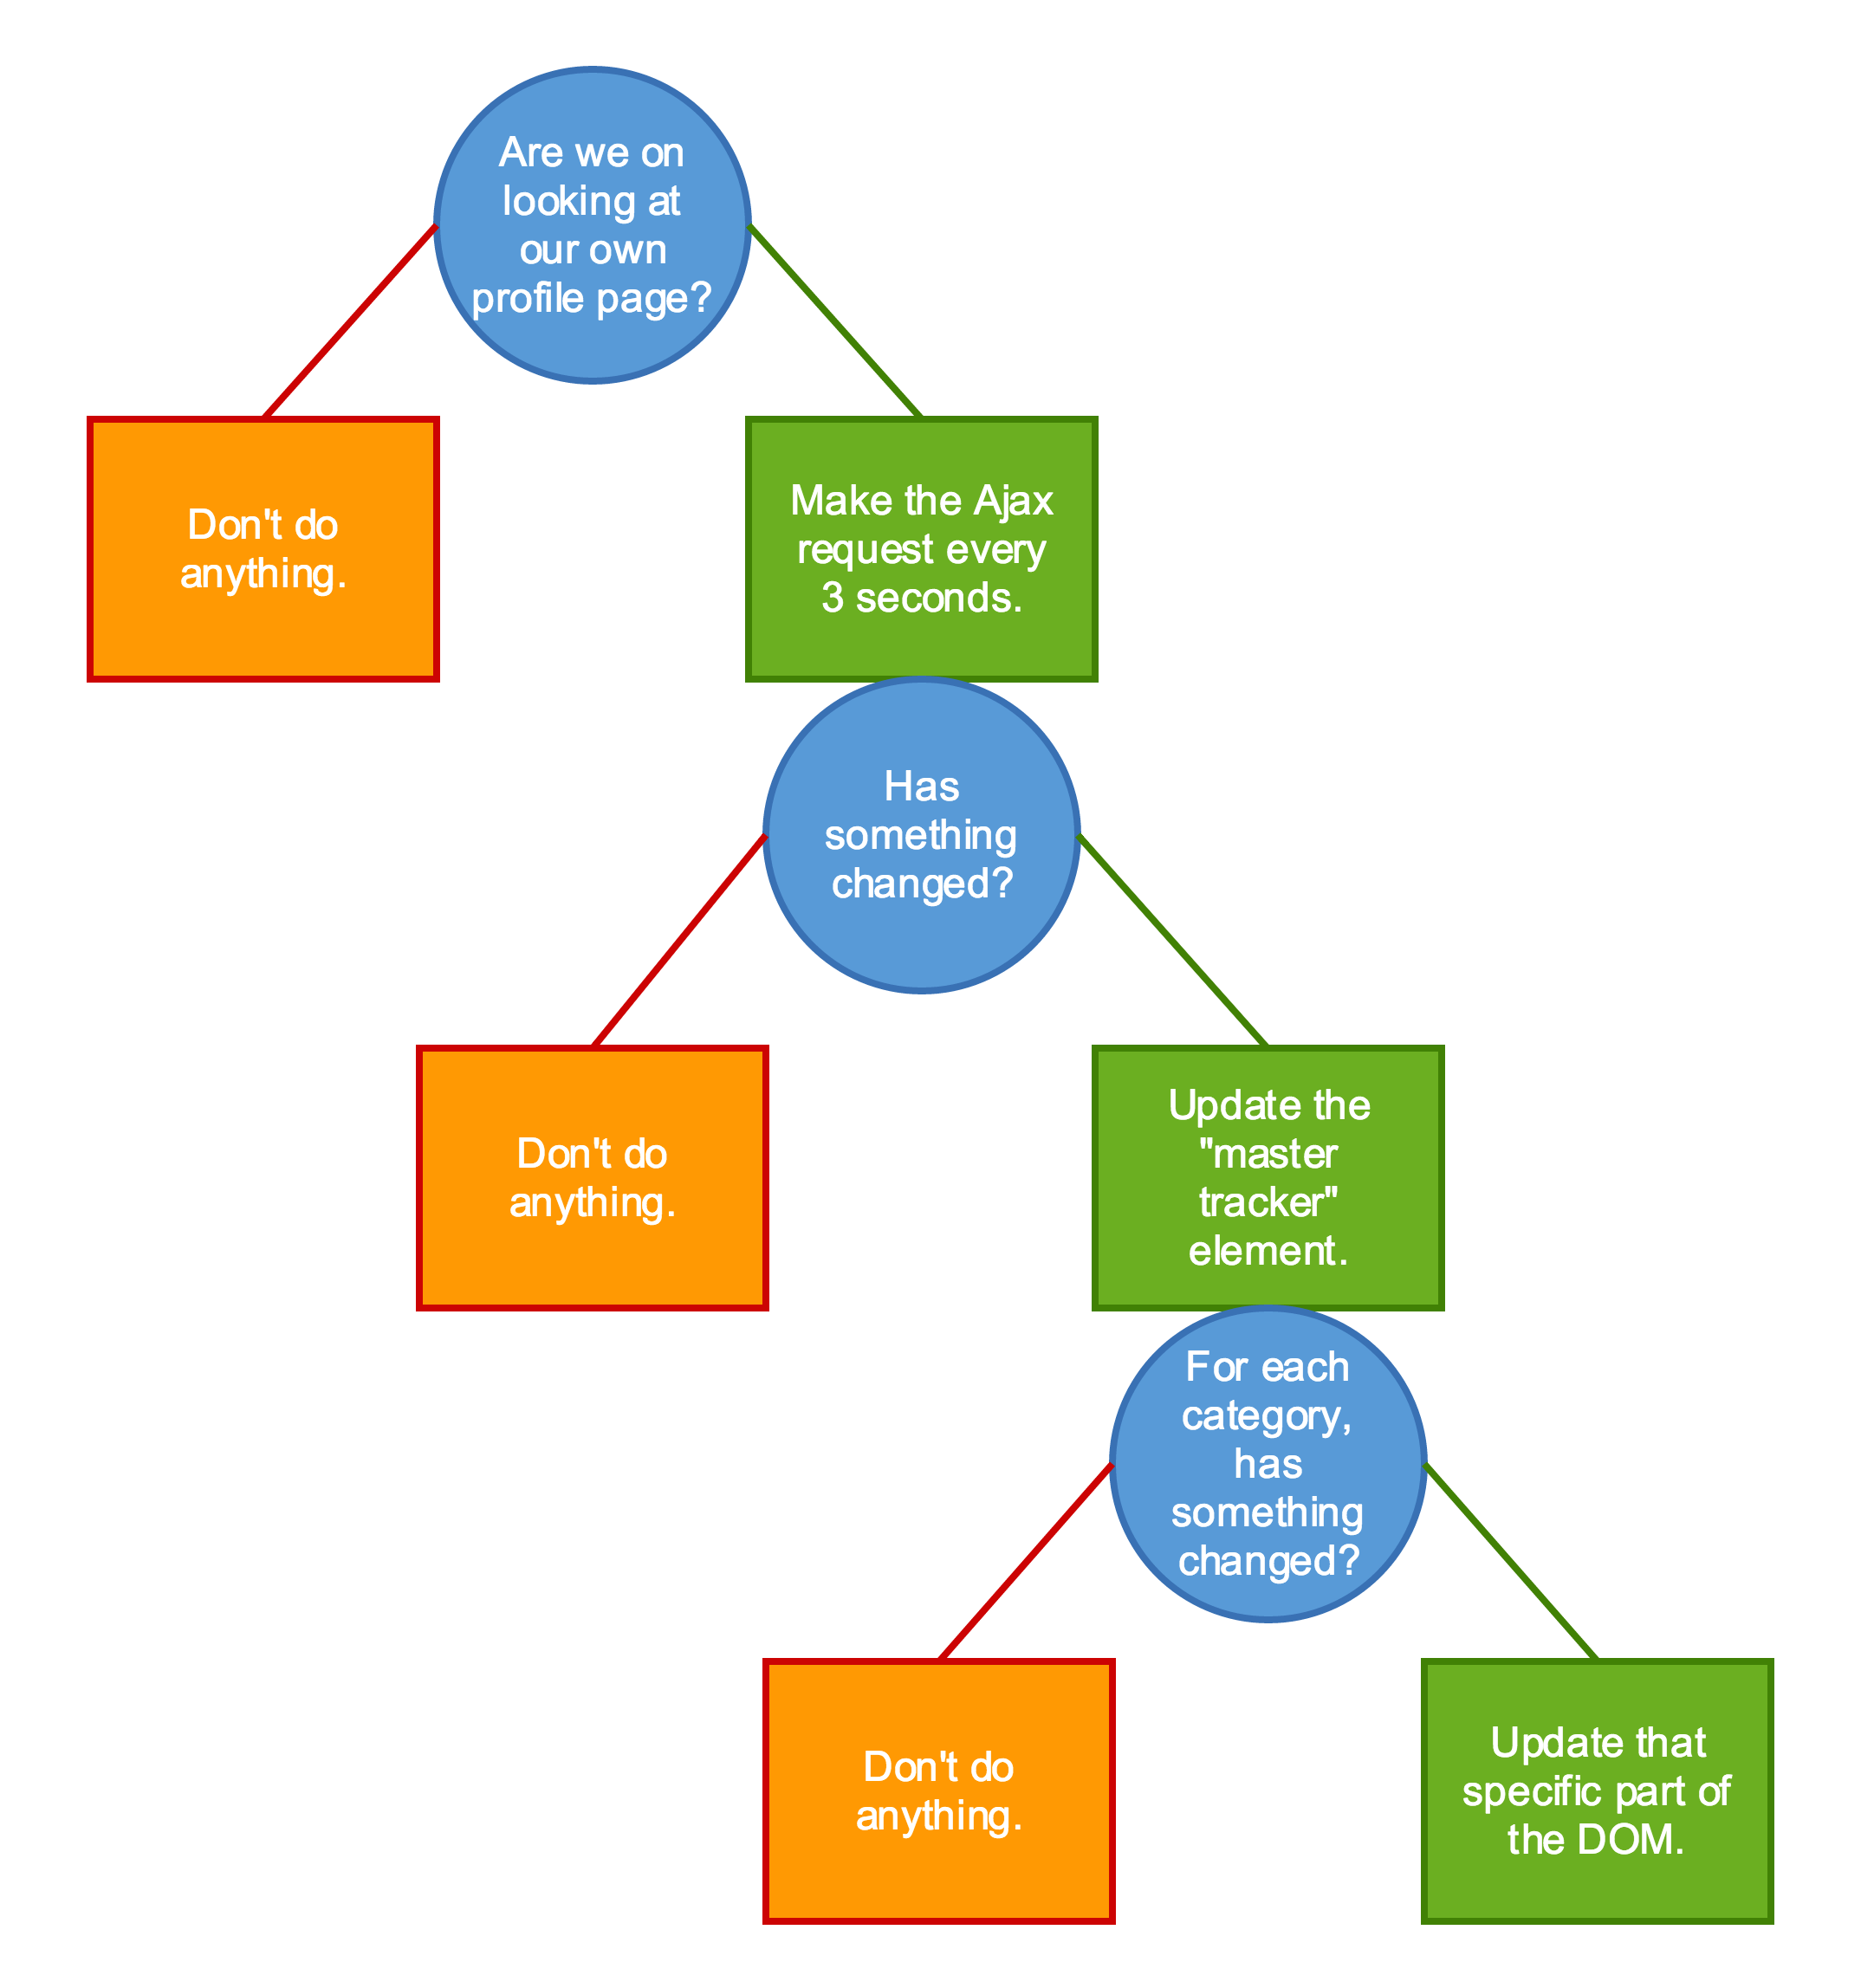 Are we on
looking at
our own
profile page?
Don't do
anything.
Make the Ajax
request every
3 seconds.
Has
something
changed?
Don't do
anything.
Update the
"master
tracker"
element.
For each
category,
has
something
changed?
Don't do
anything.
Update that
specific part of
the DOM.